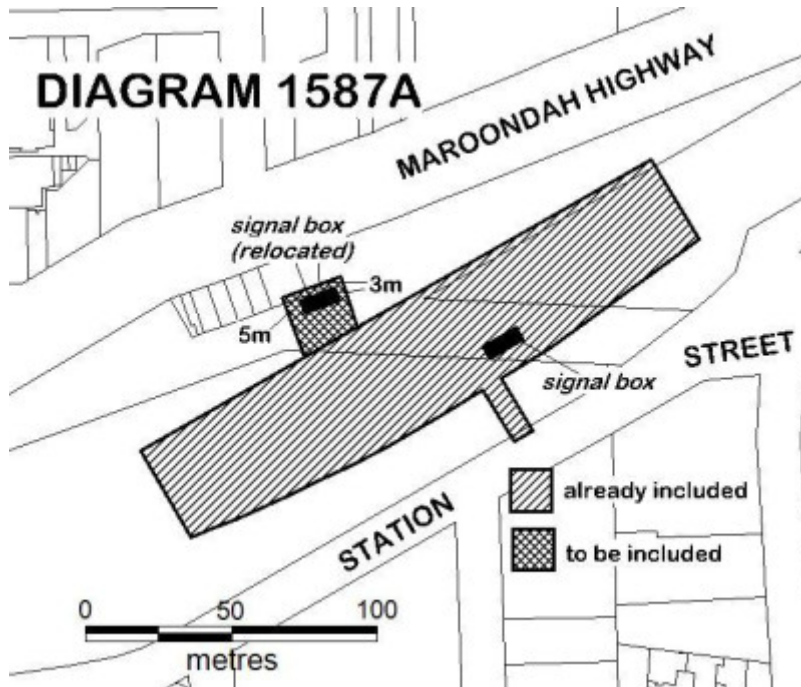 DIAGRAM 1587A
MAROONDAH HIGHWAY
signal box
(relocated)
3m
5m
signal box
STREET
STATION
already included
to be included
0 50 100
metres